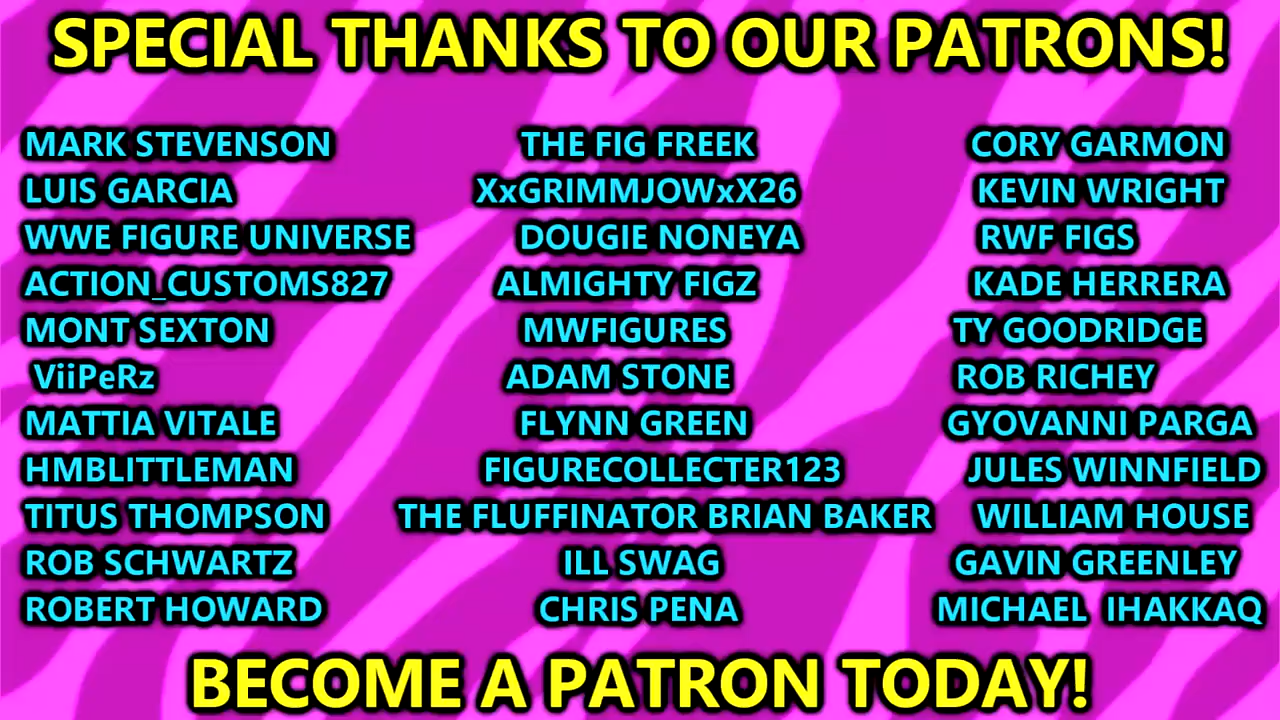 SPECIAL THANKS TO OUR PATRONS!
MARK STEVENSON
LUIS GARCIA
WWE FIGURE UNIVERSE
ACTION_CUSTOMS827
MONT SEXTON
ViiPeRz
MATTIA VITALE
HMBLITTLEMAN
TITUS THOMPSON
ROB SCHWARTZ
ROBERT HOWARD
THE FIG FREEK
XxGRIMMJOWxX26
DOUGIE NONEYA
ALMIGHTY FIGZ
MWFIGURES
ADAM STONE
FLYNN GREEN
FIGURECOLLECTER123
THE FLUFFINATOR BRIAN BAKER
ILL SWAG
CHRIS PENA
CORY GARMON
KEVIN WRIGHT
RWF FIGS
KADE HERRERA
TY GOODRIDGE
ROB RICHEY
GYOVANNI PARGA
JULES WINNFIELD
WILLIAM HOUSE
GAVIN GREENLEY
MICHAEL IHAKKAQ
BECOME A PATRON TODAY!